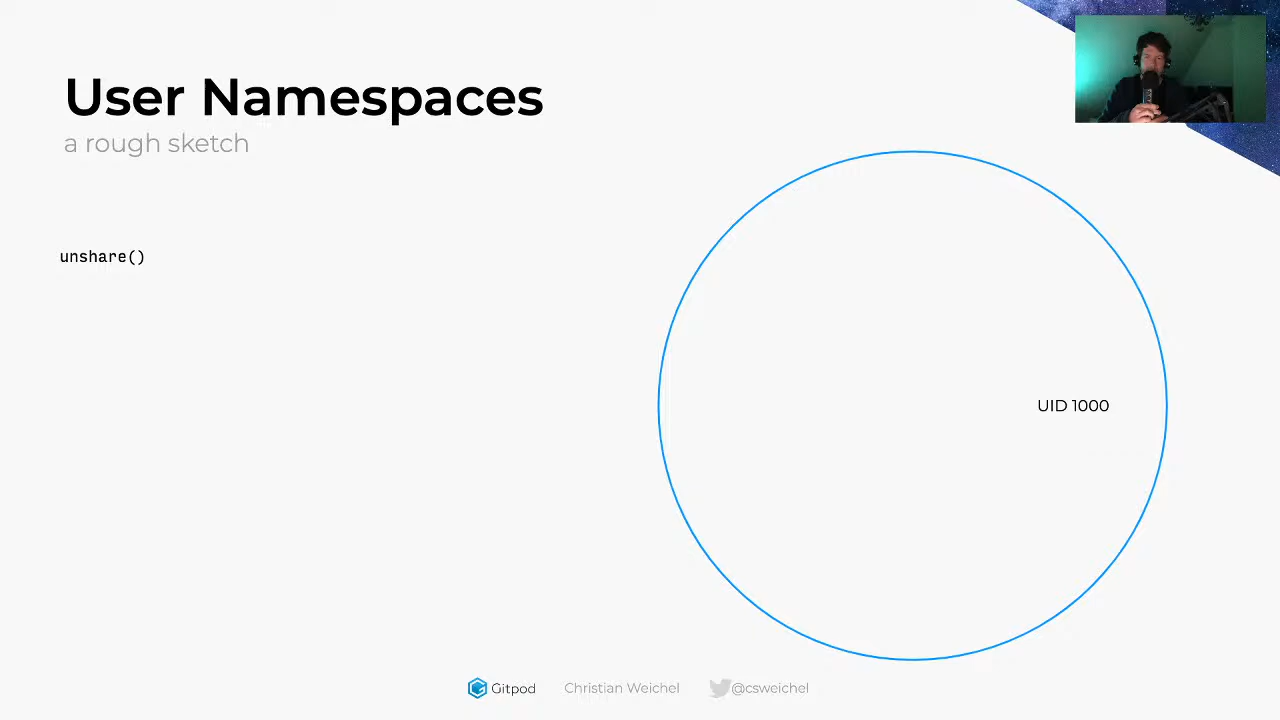 User Namespaces
a rough sketch
unshare()
UID 1000
Gitpod Christian Weichel @csweichel